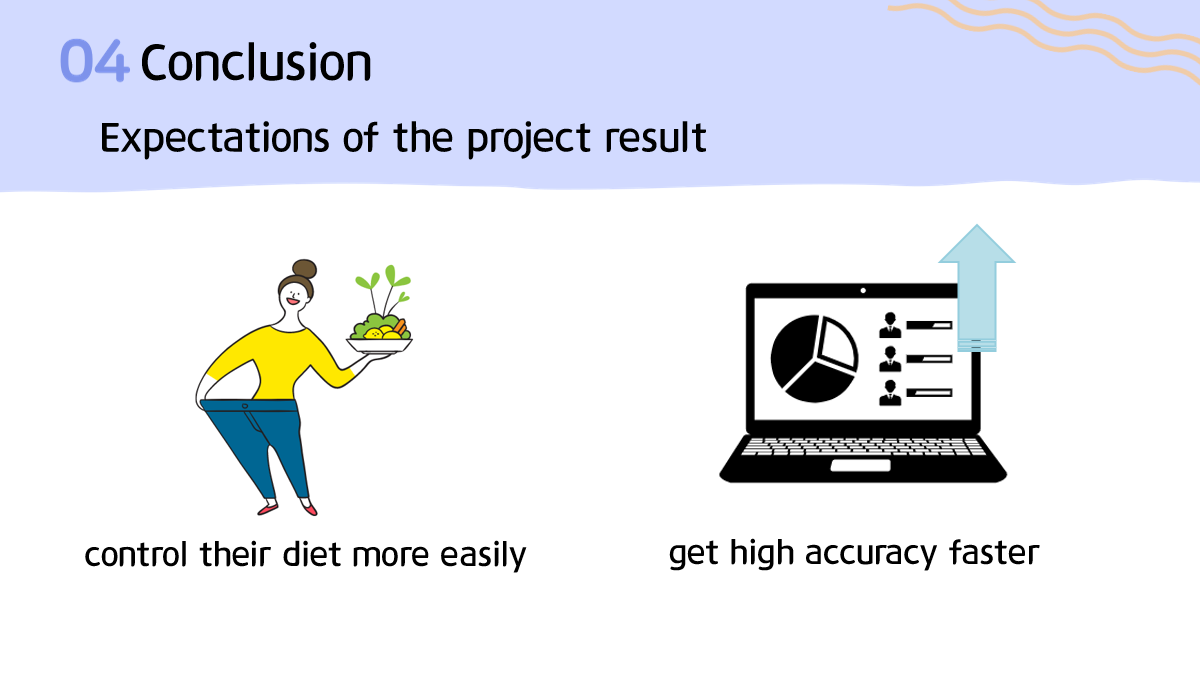 04 Conclusion
Expectations of the project result
control their diet more easily
get high accuracy faster